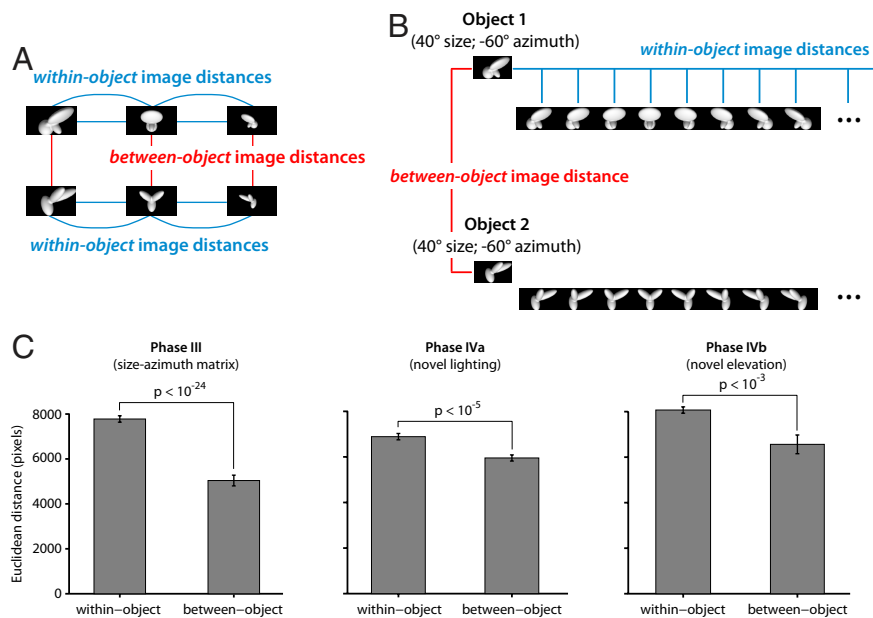 A
within-object image distances
between-object image distances
within-object image distances
B
Object 1
(40° size; -60° azimuth)
within-object image distances
...
between-object image distance
Object 2
(40° size; -60° azimuth)
...
C
Phase III
(size-azimuth matrix)
p < 10-24
Euclidean distance (pixels)
8000
6000
4000
2000
0
within−object
between−object
Phase IVa
(novel lighting)
p < 10-5
within−object
between−object
Phase IVb
(novel elevation)
p < 10-3
within−object
between−object